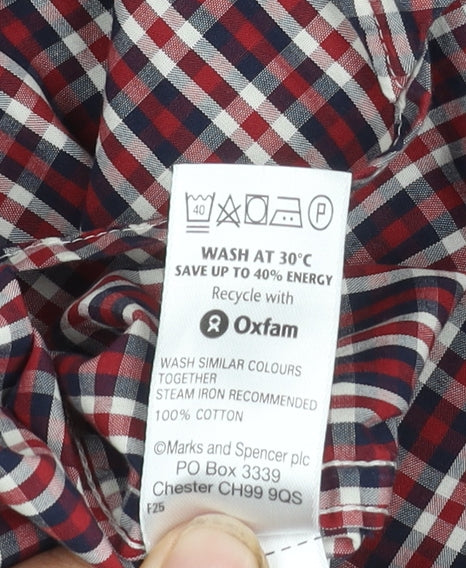 40 P
WASH AT 30°C
SAVE UP TO 40% ENERGY
Recycle with
Oxfam
WASH SIMILAR COLOURS
TOGETHER
STEAM IRON RECOMMENDED
100% COTTON
©Marks and Spencer plc
PO Box 3339
Chester CH99 9QS
F25